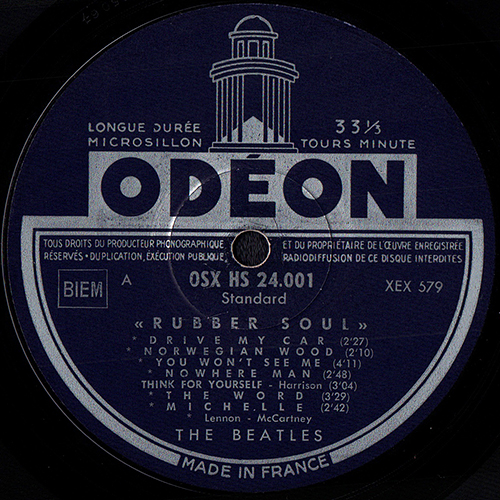 LONGUE DURÉE 33 1/3
MICROSILLON TOURS MINUTE
ODÉON
TOUS DROITS DU PRODUCTEUR PHONOGRAPHIQUE ET DU PROPRIÉTAIRE DE L'ŒUVRE ENREGISTRÉE
RÉSERVÉS • DUPLICATION, EXÉCUTION PUBLIQUE, RADIODIFFUSION DE CE DISQUE INTERDITES
BIEM A OSX HS 24.001 XEX 579
Standard
«RUBBER SOUL»
* DRIVE MY CAR (2'27)
* NORWEGIAN WOOD (2'10)
* YOU WON'T SEE ME (4'11)
* NOWHERE MAN (2'48)
THINK FOR YOURSELF - Harrison (3'04)
* THE WORD (3'29)
* MICHELLE (2'42)
* Lennon - McCartney
THE BEATLES
MADE IN FRANCE